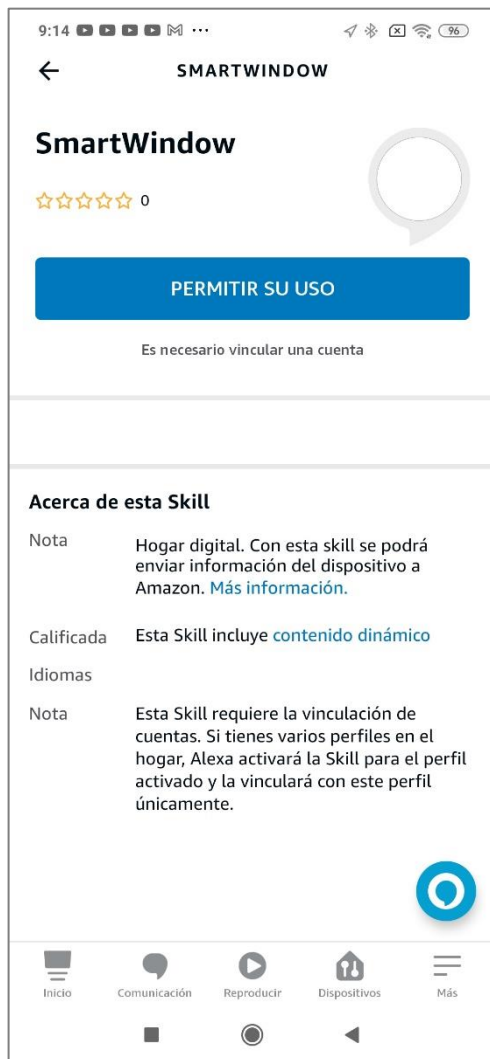 9:14 ...
96
SMARTWINDOW
SmartWindow
0
PERMITIR SU USO
Es necesario vincular una cuenta
Acerca de esta Skill
Nota
Hogar digital. Con esta skill se podrá
enviar información del dispositivo a
Amazon. Más información.
Calificada
Esta Skill incluye contenido dinámico
Idiomas
Nota
Esta Skill requiere la vinculación de
cuentas. Si tienes varios perfiles en el
hogar, Alexa activará la Skill para el perfil
activado y la vinculará con este perfil
únicamente.
Inicio
Comunicación
Reproducir
Dispositivos
Más